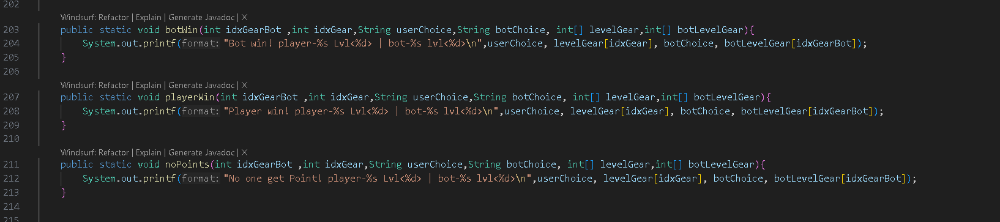 202
Windsurf: Refactor | Explain | Generate Javadoc | X
203 public static void botWin(int idxGearBot ,int idxGear,String userChoice,String botChoice, int[] levelGear,int[] botLevelGear){
204 System.out.printf(format: "Bot win! player-%s Lvl<%d> | bot-%s lvl<%d>\n",userChoice, levelGear[idxGear], botChoice, botLevelGear[idxGearBot]);
205 }
206
Windsurf: Refactor | Explain | Generate Javadoc | X
207 public static void playerWin(int idxGearBot ,int idxGear,String userChoice,String botChoice, int[] levelGear,int[] botLevelGear){
208 System.out.printf(format: "Player win! player-%s Lvl<%d> | bot-%s lvl<%d>\n",userChoice, levelGear[idxGear], botChoice, botLevelGear[idxGearBot]);
209 }
210
Windsurf: Refactor | Explain | Generate Javadoc | X
211 public static void noPoints(int idxGearBot ,int idxGear,String userChoice,String botChoice, int[] levelGear,int[] botLevelGear){
212 System.out.printf(format: "No one get Point! player-%s Lvl<%d> | bot-%s lvl<%d>\n",userChoice, levelGear[idxGear], botChoice, botLevelGear[idxGearBot]);
213 }
214
215